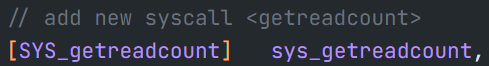 // add new syscall <getreadcount>
[SYS_getreadcount]   sys_getreadcount,